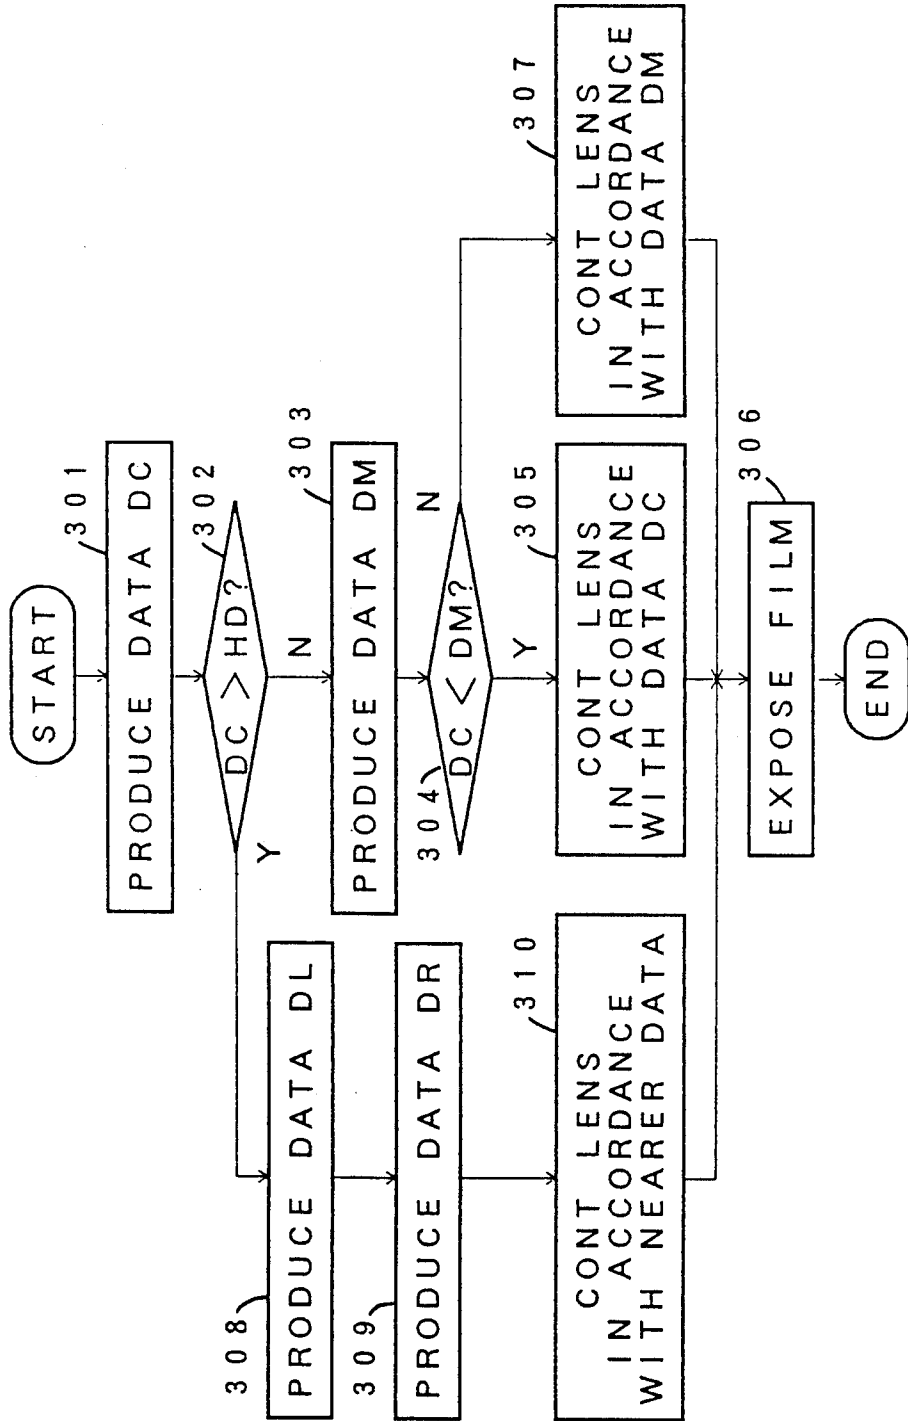 START
PRODUCE DATA DC
301
DC > HD?
302
Y
N
PRODUCE DATA DM
303
DC < DM?
304
N
Y
PRODUCE DATA DL
308
PRODUCE DATA DR
309
CONT LENS
IN ACCORDANCE
WITH NEARER DATA
310
CONT LENS
IN ACCORDANCE
WITH DATA DC
305
CONT LENS
IN ACCORDANCE
WITH DATA DM
307
EXPOSE FILM
306
END